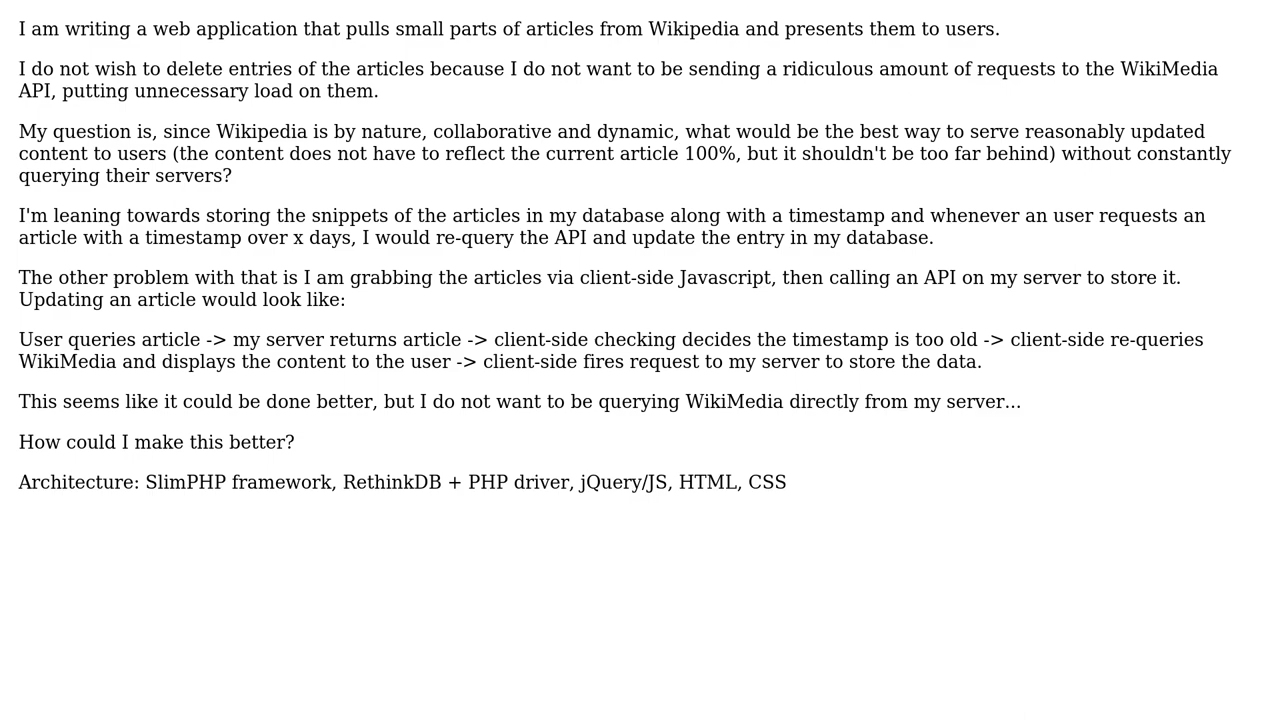 I am writing a web application that pulls small parts of articles from Wikipedia and presents them to users.
I do not wish to delete entries of the articles because I do not want to be sending a ridiculous amount of requests to the WikiMedia
API, putting unnecessary load on them.
My question is, since Wikipedia is by nature, collaborative and dynamic, what would be the best way to serve reasonably updated
content to users (the content does not have to reflect the current article 100%, but it shouldn't be too far behind) without constantly
querying their servers?
I'm leaning towards storing the snippets of the articles in my database along with a timestamp and whenever an user requests an
article with a timestamp over x days, I would re-query the API and update the entry in my database.
The other problem with that is I am grabbing the articles via client-side Javascript, then calling an API on my server to store it.
Updating an article would look like:
User queries article -> my server returns article -> client-side checking decides the timestamp is too old -> client-side re-queries
WikiMedia and displays the content to the user -> client-side fires request to my server to store the data.
This seems like it could be done better, but I do not want to be querying WikiMedia directly from my server...
How could I make this better?
Architecture: SlimPHP framework, RethinkDB + PHP driver, jQuery/JS, HTML, CSS